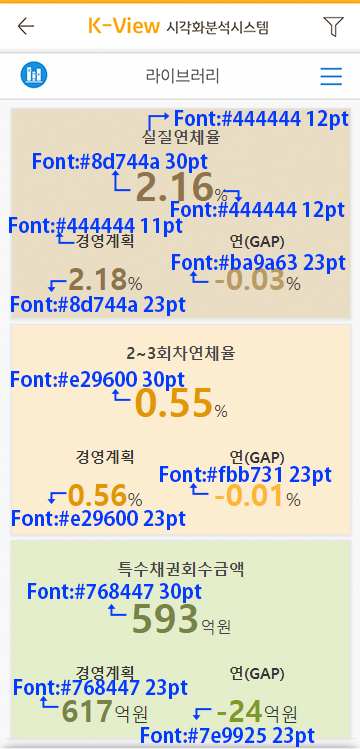 K-View 시각화분석시스템
라이브러리
Font:#444444 12pt
실질연체율
Font:#8d744a 30pt
2.16%
Font:#444444 12pt
Font:#444444 11pt
경영계획 연(GAP)
Font:#ba9a63 23pt
2.18% -0.03%
Font:#8d744a 23pt
2~3회차연체율
Font:#e29600 30pt
0.55%
경영계획 연(GAP)
Font:#fbb731 23pt
0.56% -0.01%
Font:#e29600 23pt
특수채권회수금액
Font:#768447 30pt
593억원
경영계획 연(GAP)
Font:#768447 23pt
617억원 -24억원
Font:#7e9925 23pt